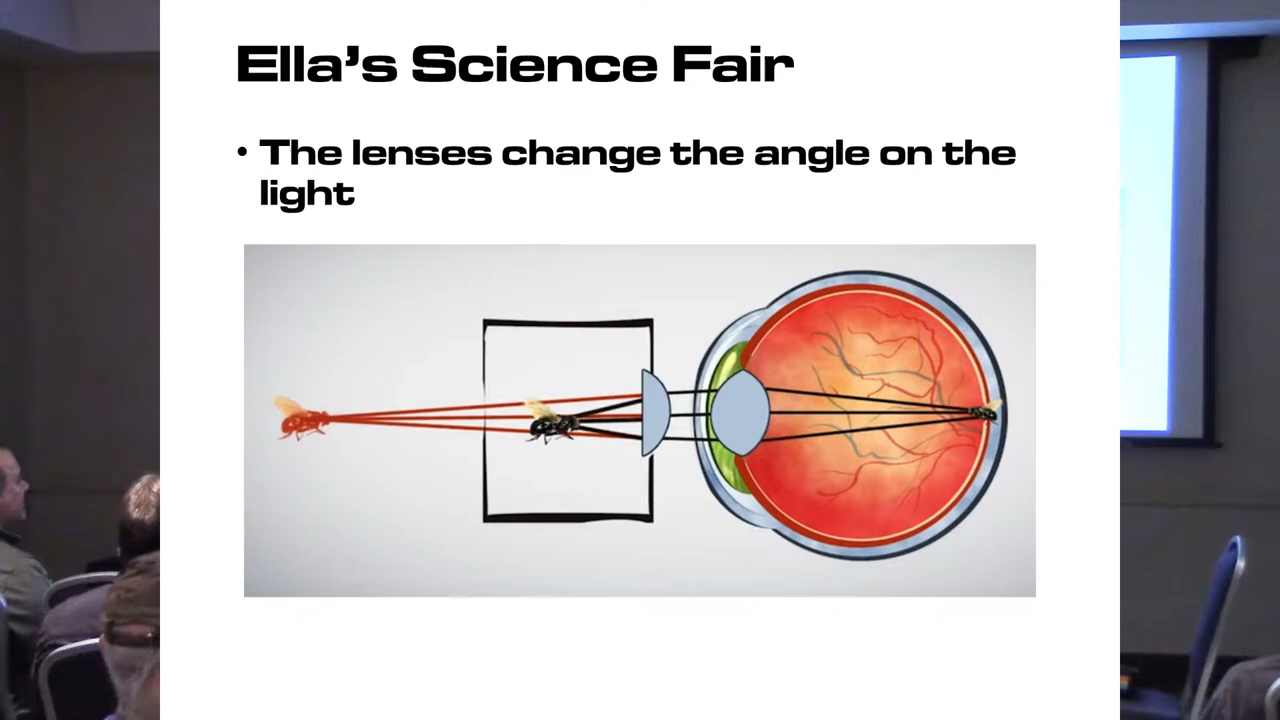 Ella's Science Fair
• The lenses change the angle on the
light